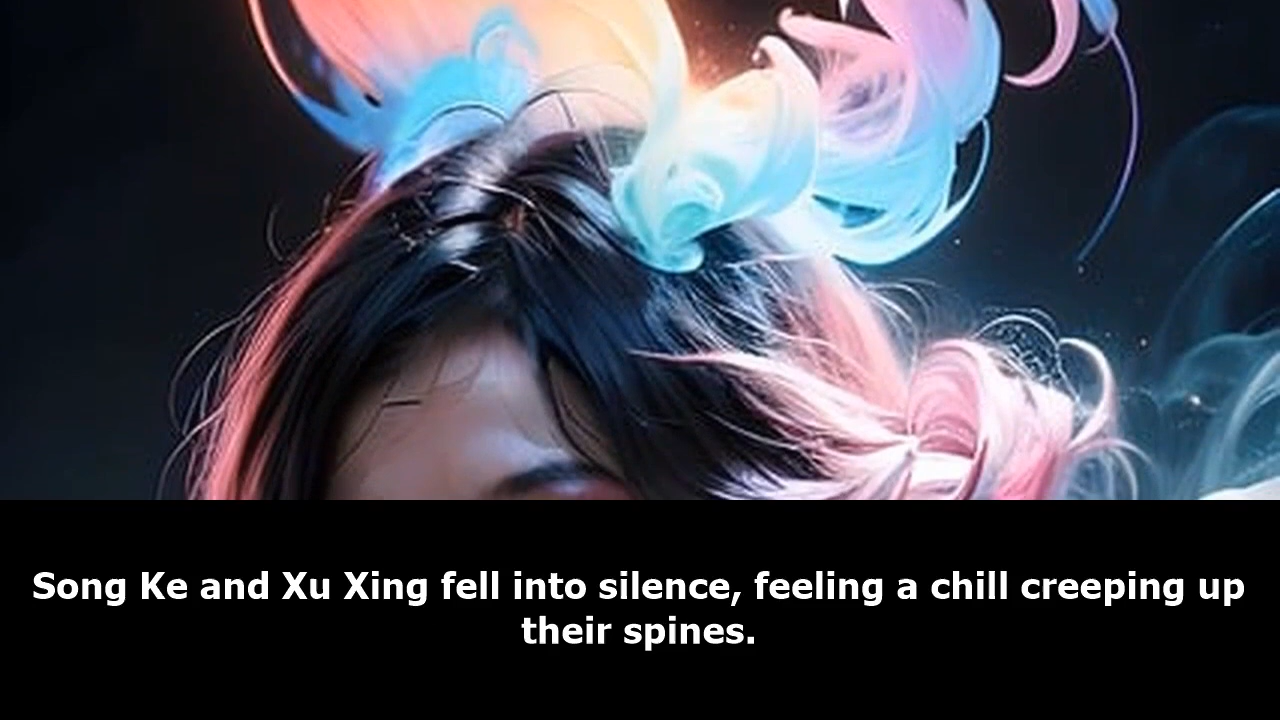 Song Ke and Xu Xing fell into silence, feeling a chill creeping up
their spines.